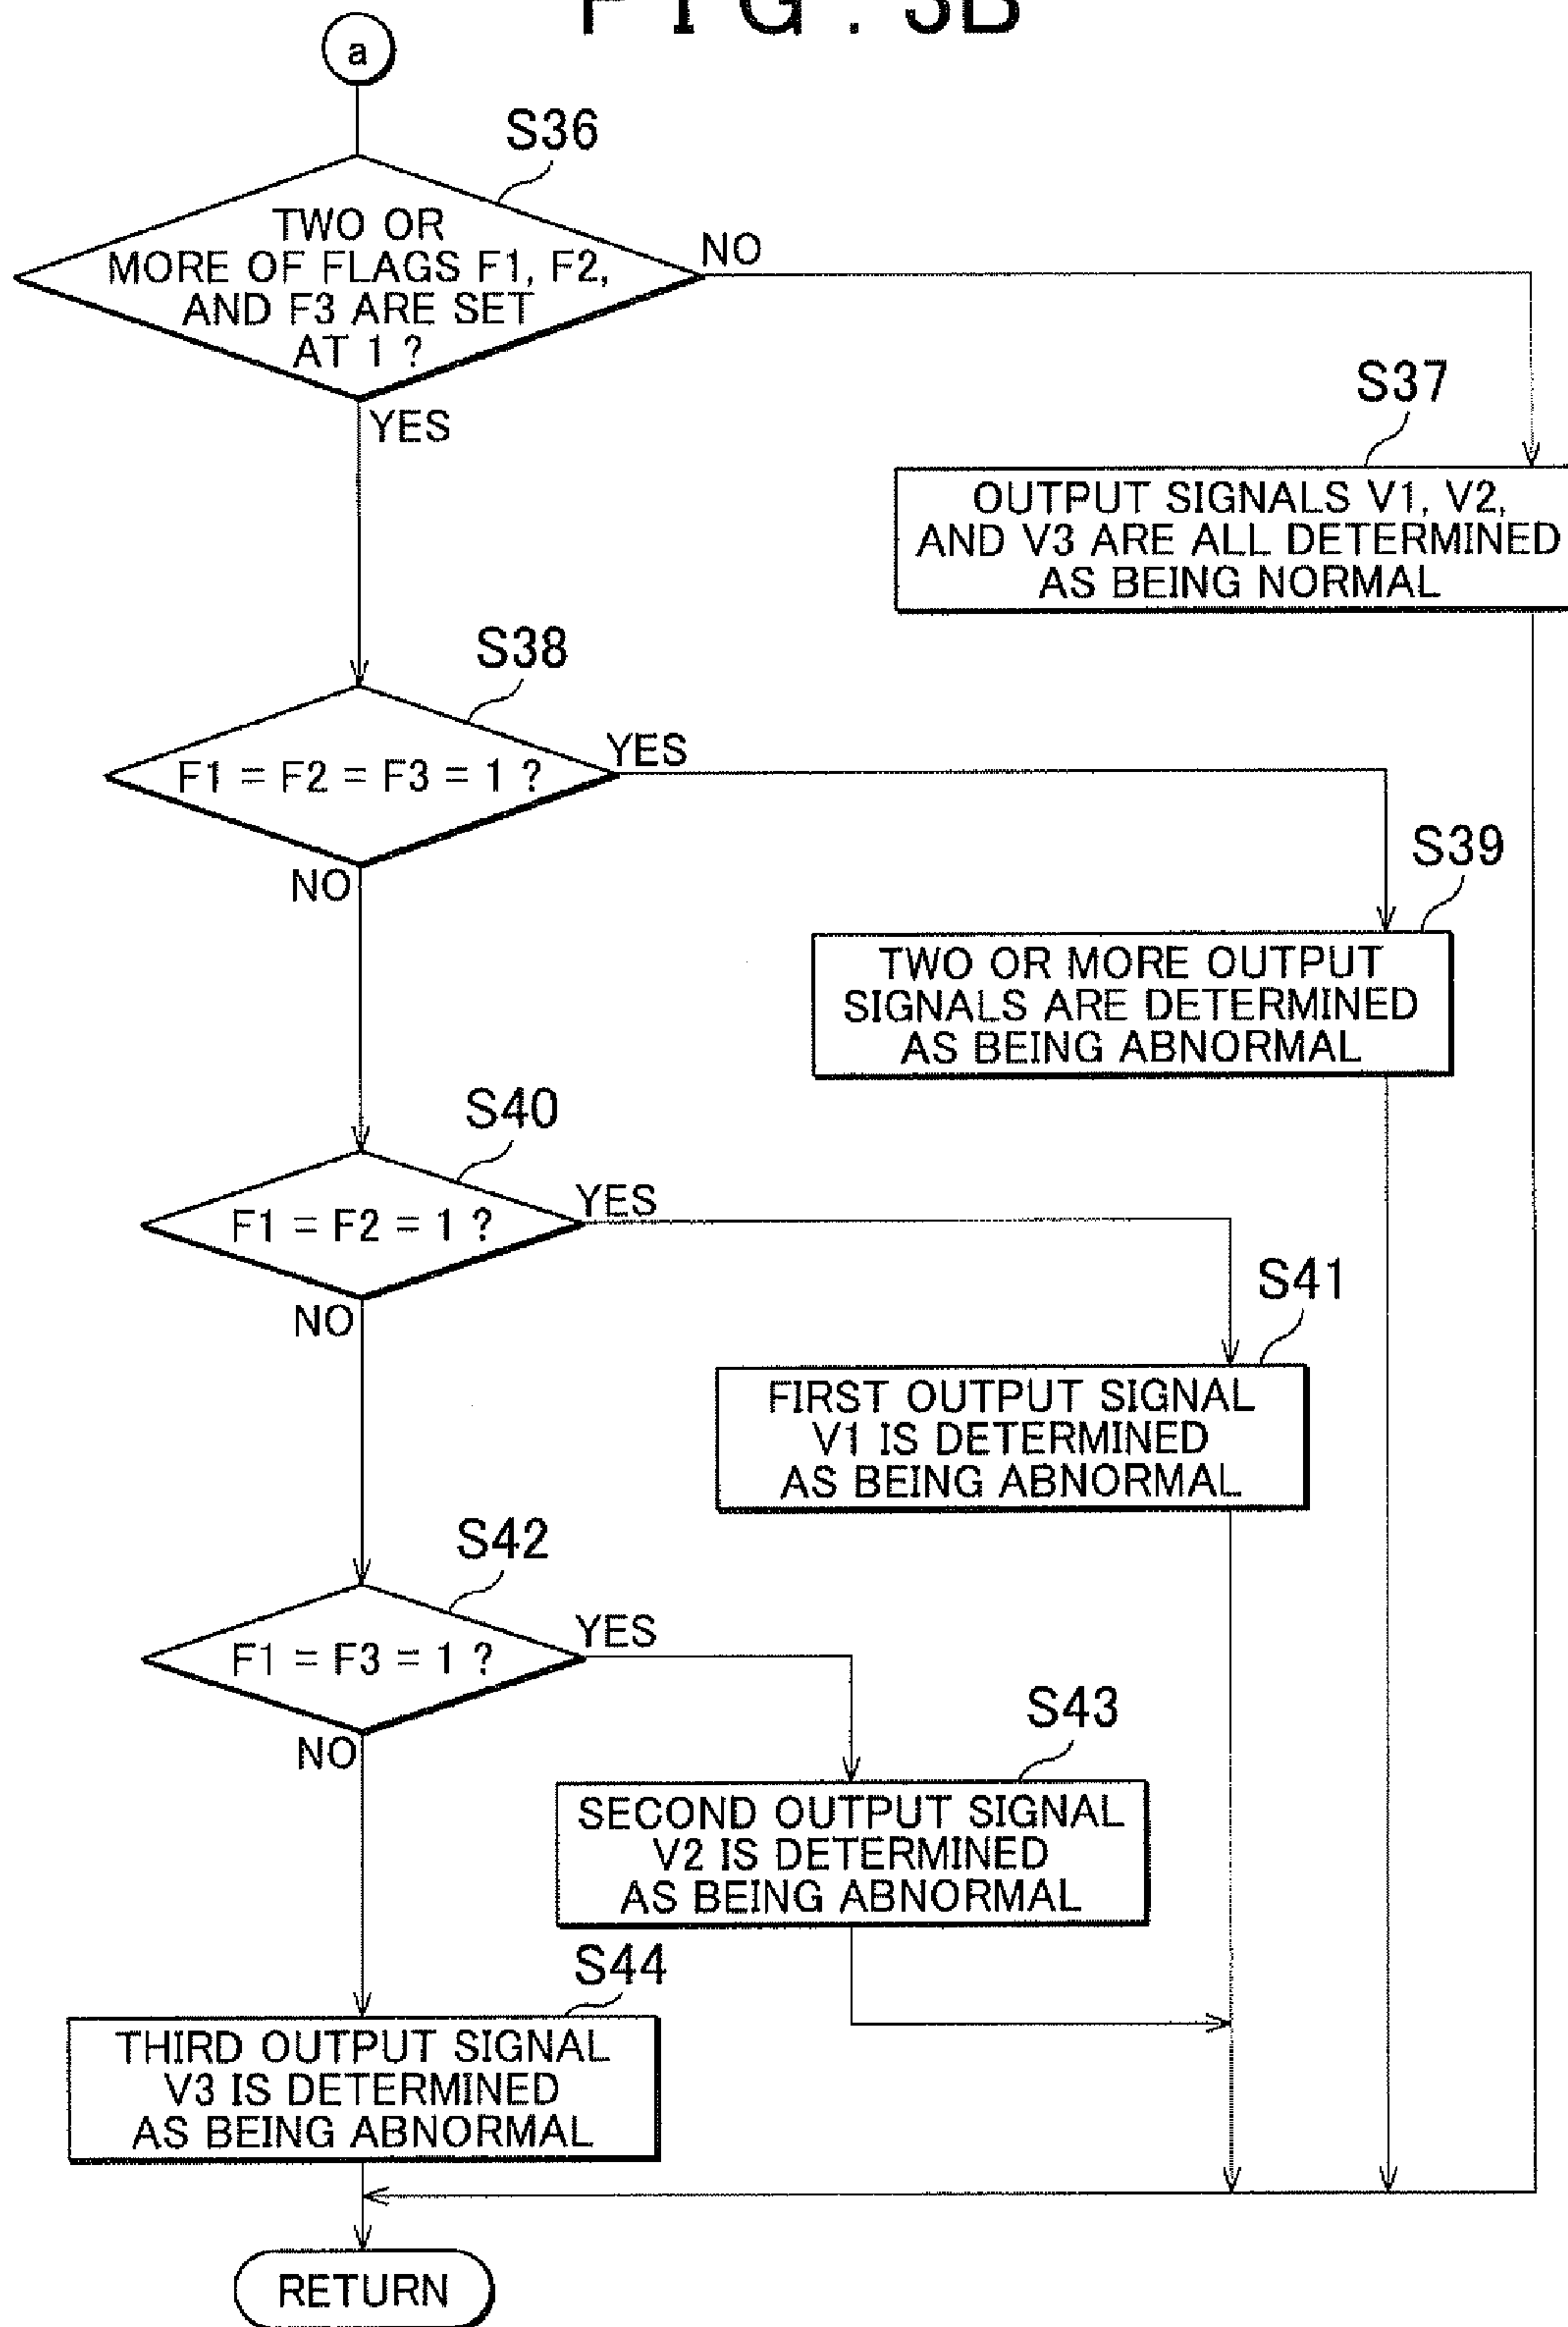 FIG. 3B
a
S36
TWO OR
MORE OF FLAGS F1, F2,
AND F3 ARE SET
AT 1 ?
NO
YES
S37
OUTPUT SIGNALS V1, V2,
AND V3 ARE ALL DETERMINED
AS BEING NORMAL
S38
F1 = F2 = F3 = 1 ?
YES
NO
S39
TWO OR MORE OUTPUT
SIGNALS ARE DETERMINED
AS BEING ABNORMAL
S40
F1 = F2 = 1 ?
YES
NO
S41
FIRST OUTPUT SIGNAL
V1 IS DETERMINED
AS BEING ABNORMAL
S42
F1 = F3 = 1 ?
YES
NO
S43
SECOND OUTPUT SIGNAL
V2 IS DETERMINED
AS BEING ABNORMAL
S44
THIRD OUTPUT SIGNAL
V3 IS DETERMINED
AS BEING ABNORMAL
RETURN